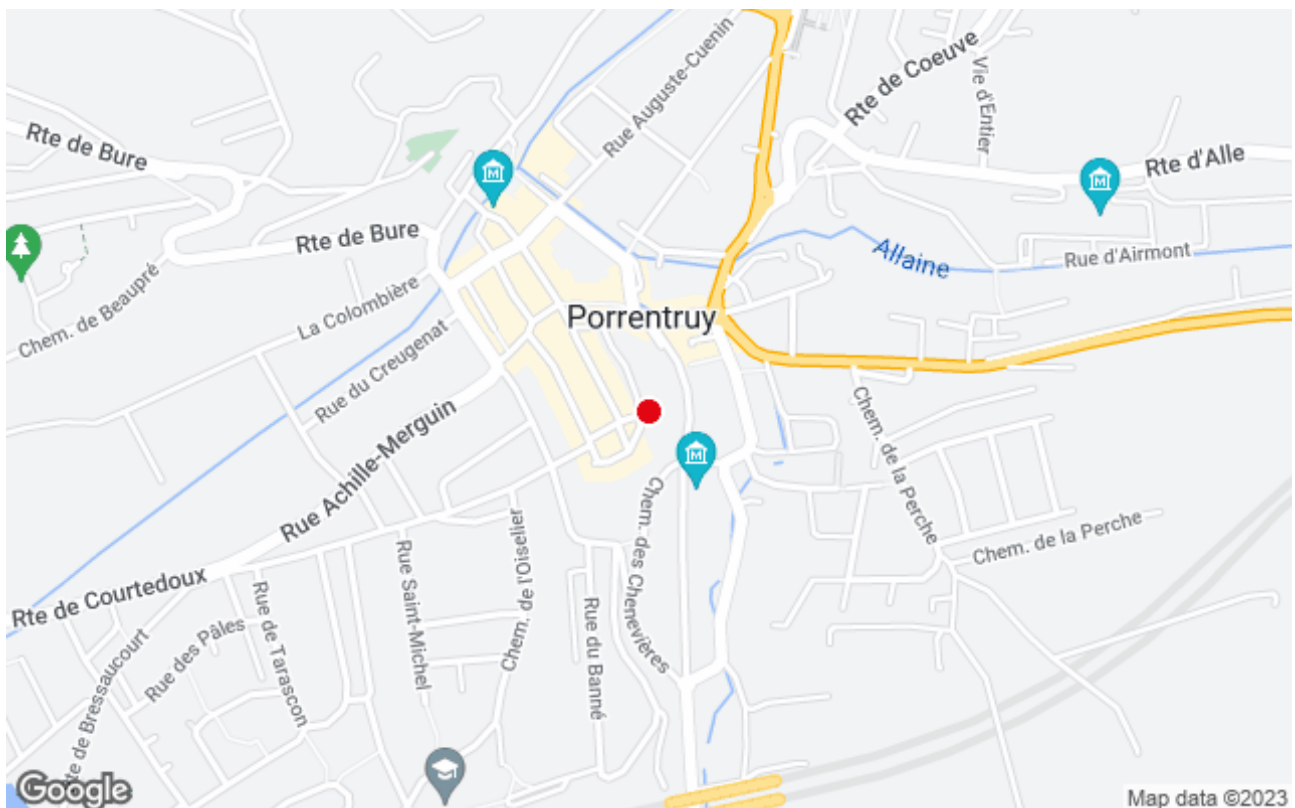 Rue Auguste-Cuenin
Rte de Coeuve
Vie d'Entier
Rte de Bure
Rte d'Alle
M
M
Rte de Bure
Allaine
Rue d'Airmont
Chem. de Beaupré
La Colombière
Porrentruy
Rue du Creugenat
Rue Achille-Merguin
Chem. de la Perche
M
Chem. de l'Oiselier
Chem. des Chenevières
Chem. de la Perche
Rte de Courtedoux
Rue Saint-Michel
Rue du Banné
Rue des Pâles
Rue de Tarascon
te de Bressaucourt
Google
Map data ©2023